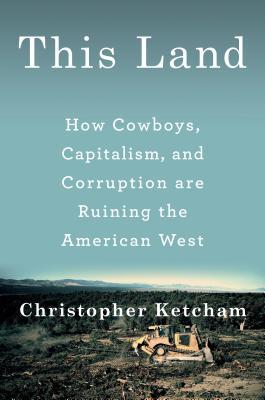 This Land
How Cowboys,
Capitalism, and
Corruption are
Ruining the
American West
Christopher Ketcham